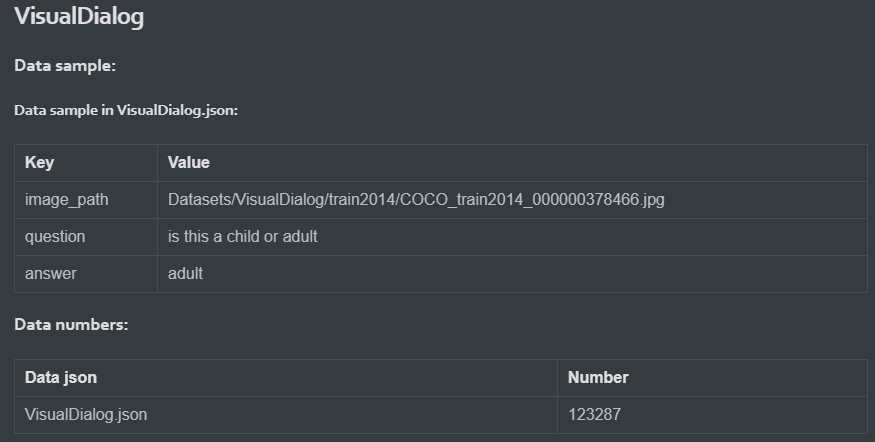 VisualDialog
Data sample:
Data sample in VisualDialog.json:
Key Value
image_path Datasets/VisualDialog/train2014/COCO_train2014_000000378466.jpg
question is this a child or adult
answer adult
Data numbers:
Data json Number
VisualDialog.json 123287